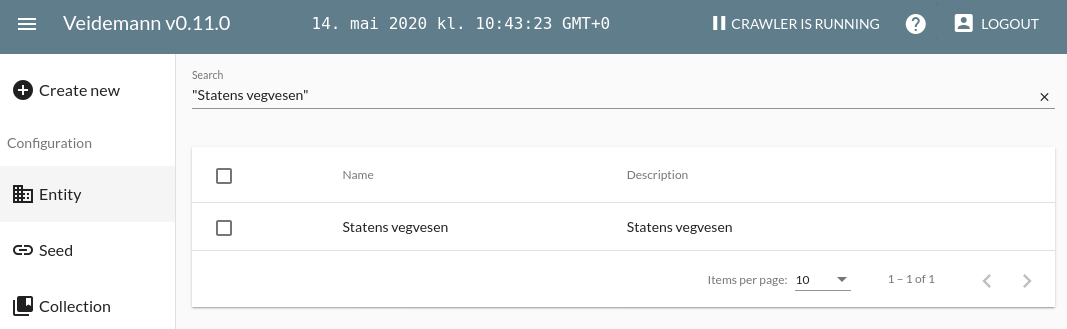 Veidemann v0.11.0
14. mai 2020 kl. 10:43:23 GMT+0
CRAWLER IS RUNNING
LOGOUT
Create new
Configuration
Entity
Seed
Collection
Search
"Statens vegvesen"
Name Description
Statens vegvesen Statens vegvesen
Items per page: 10 1 – 1 of 1